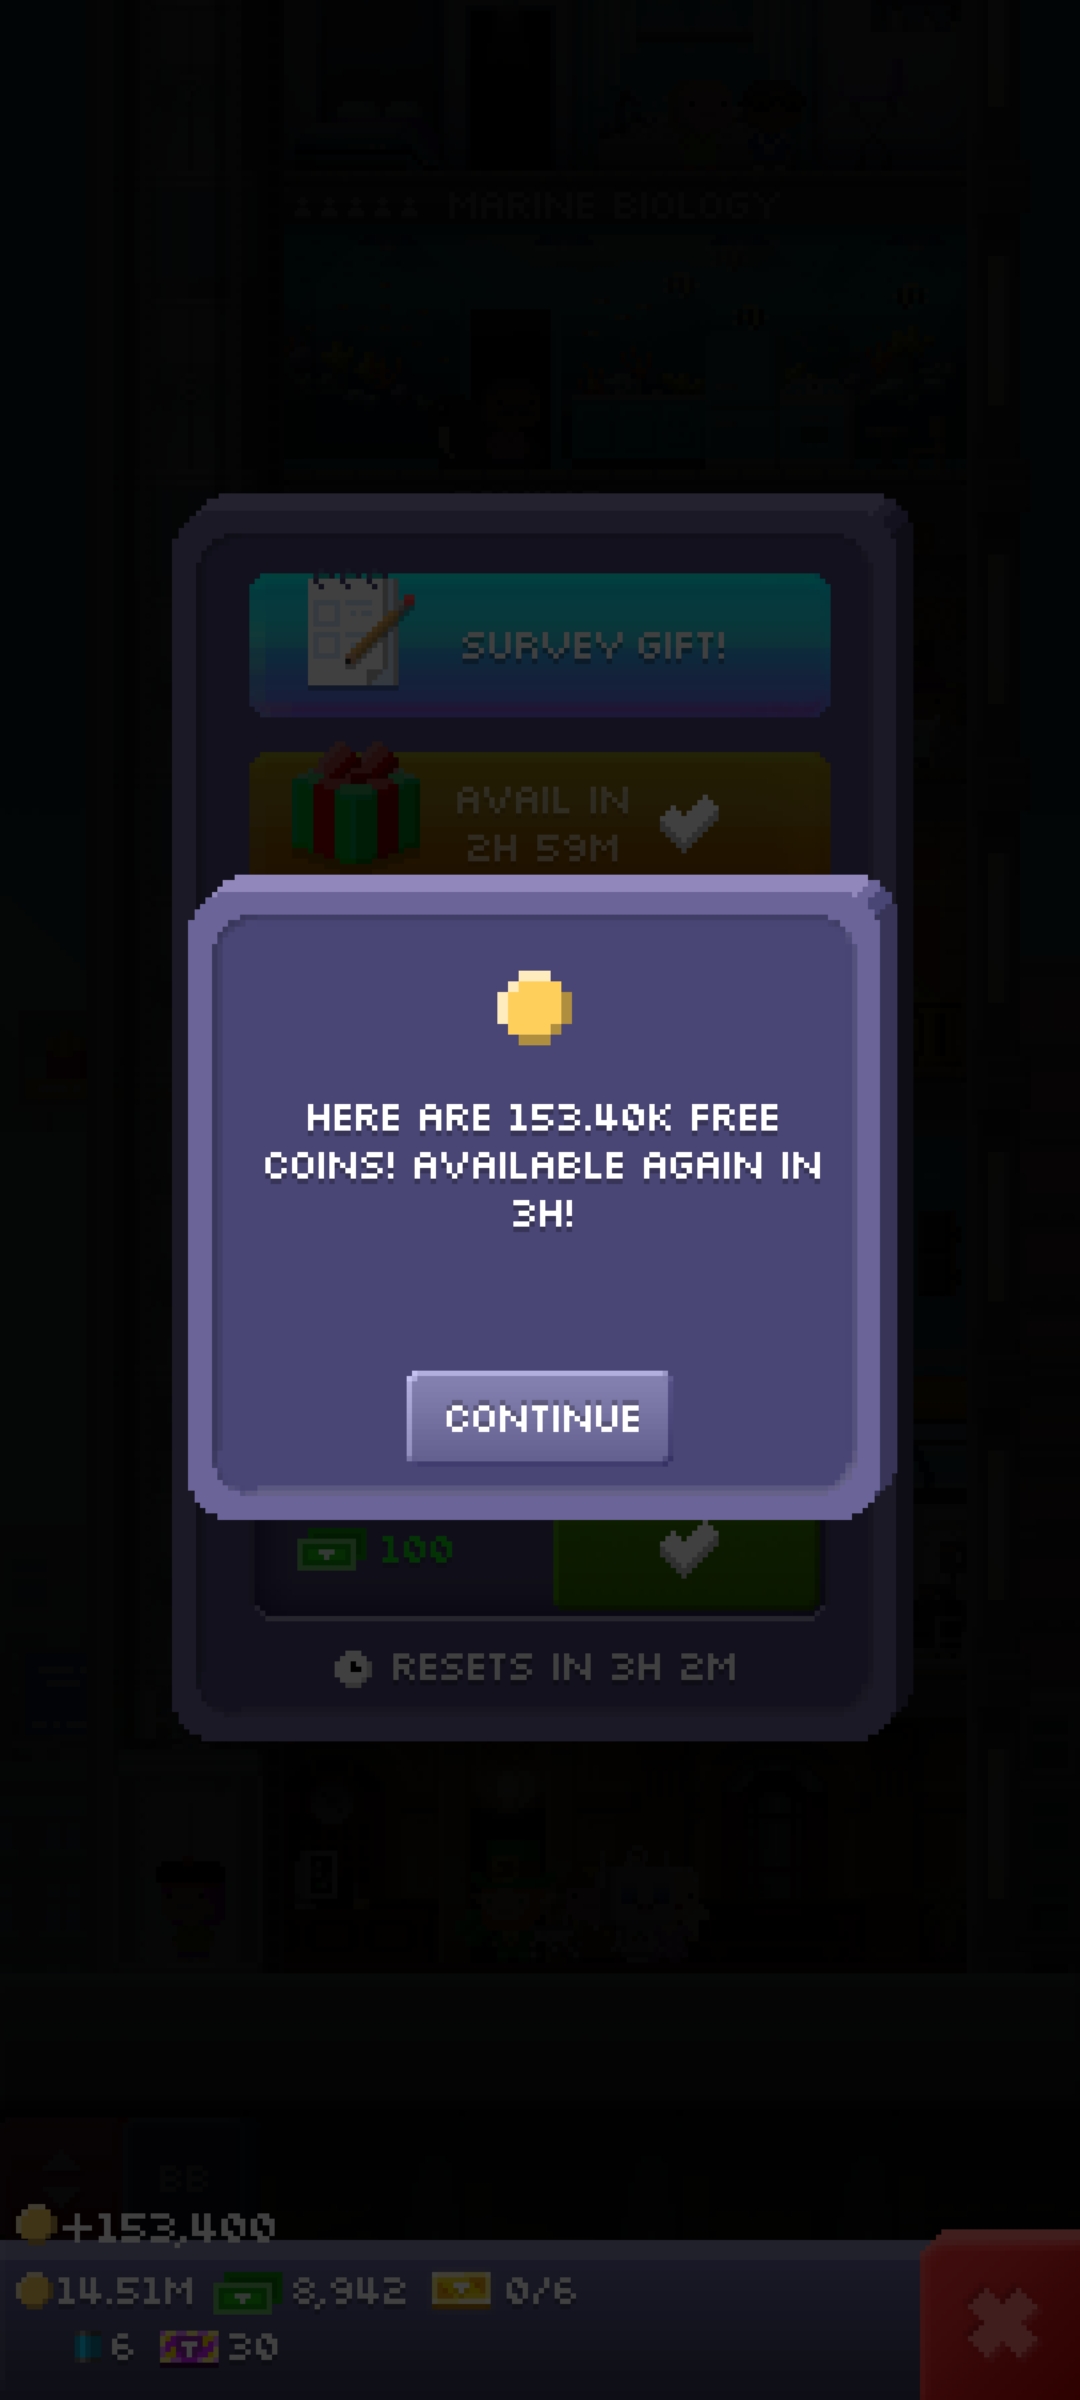 MARINE BIOLOGY
SURVEY GIFT!
AVAIL IN
2H 59M
HERE ARE 153.40K FREE
COINS! AVAILABLE AGAIN IN
3H!
CONTINUE
100
RESETS IN 3H 2M
BB
+153,400
14.51M 8,942 0/6
6 30